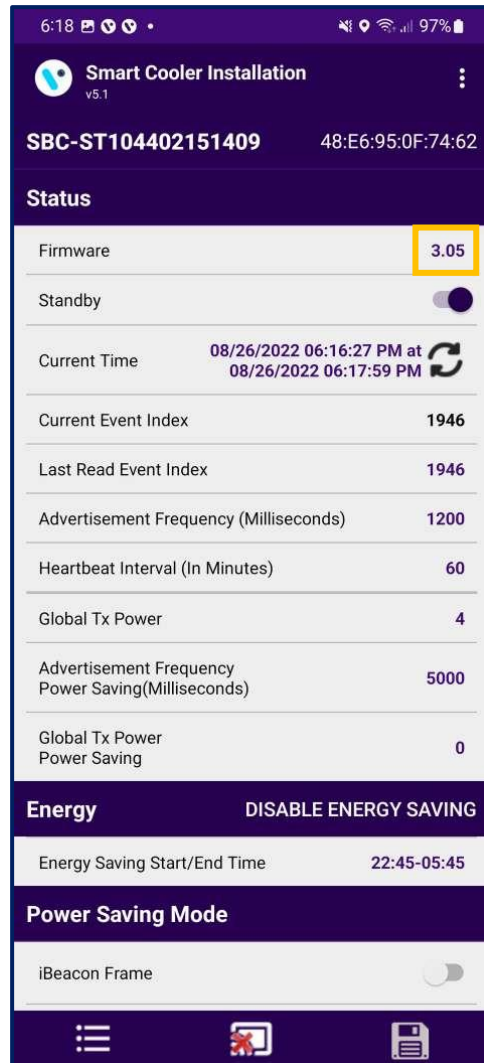 6:18 97%
Smart Cooler Installation
v5.1
SBC-ST104402151409 48:E6:95:0F:74:62
Status
Firmware 3.05
Standby
Current Time 08/26/2022 06:16:27 PM at
08/26/2022 06:17:59 PM
Current Event Index 1946
Last Read Event Index 1946
Advertisement Frequency (Milliseconds) 1200
Heartbeat Interval (In Minutes) 60
Global Tx Power 4
Advertisement Frequency
Power Saving(Milliseconds) 5000
Global Tx Power
Power Saving 0
Energy DISABLE ENERGY SAVING
Energy Saving Start/End Time 22:45-05:45
Power Saving Mode
iBeacon Frame